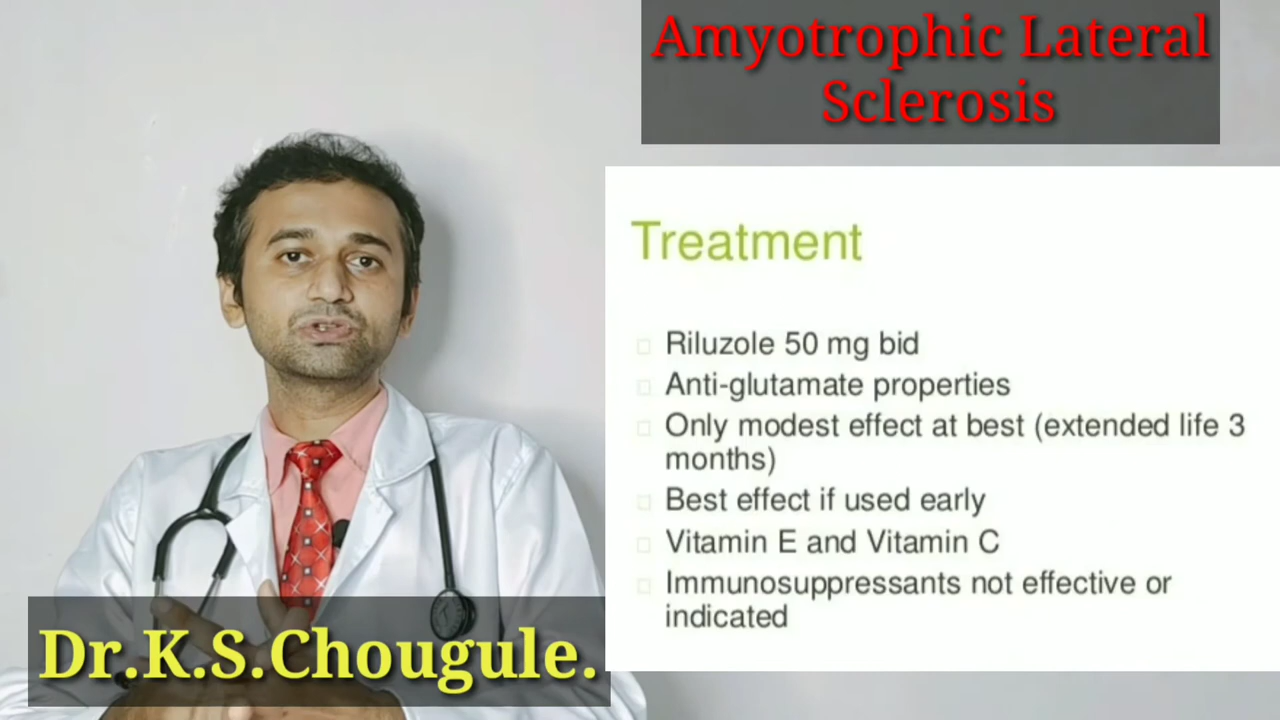 Amyotrophic Lateral
Sclerosis
Treatment
Riluzole 50 mg bid
Anti-glutamate properties
Only modest effect at best (extended life 3
months)
Best effect if used early
Vitamin E and Vitamin C
Immunosuppressants not effective or
indicated
Dr.K.S.Chougule.